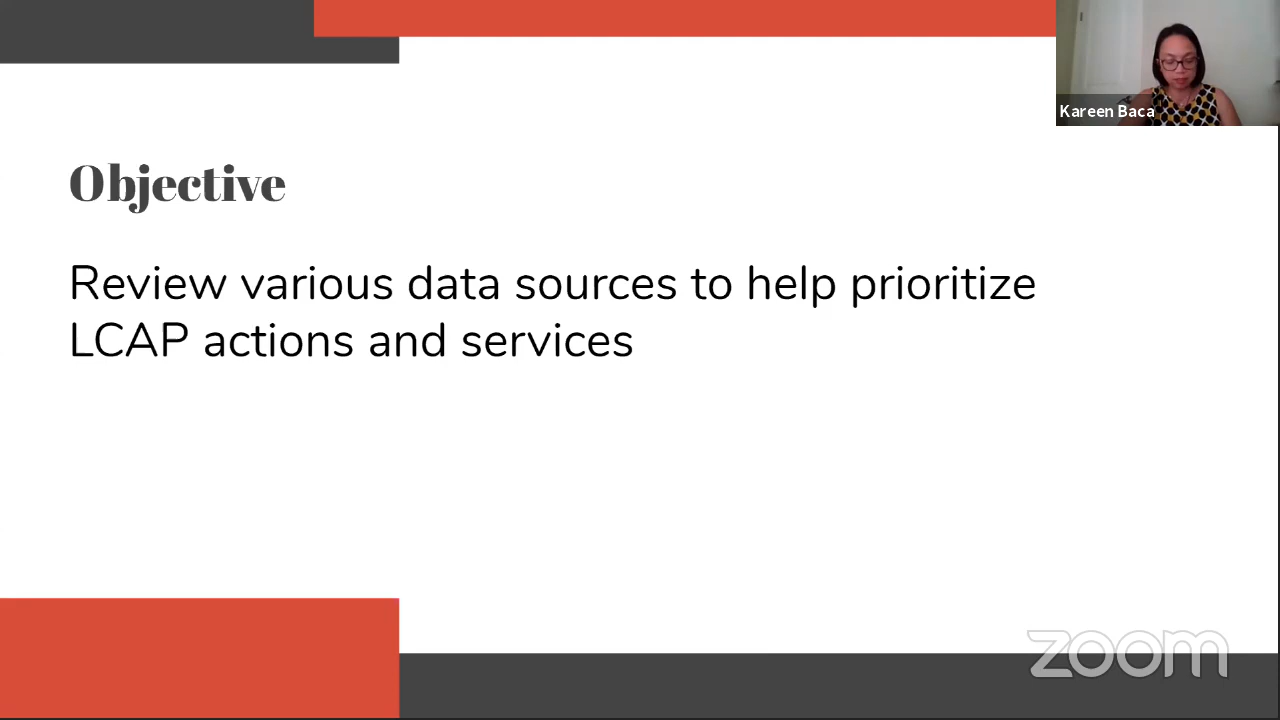 Kareen Baca
Objective
Review various data sources to help prioritize
LCAP actions and services
zoom